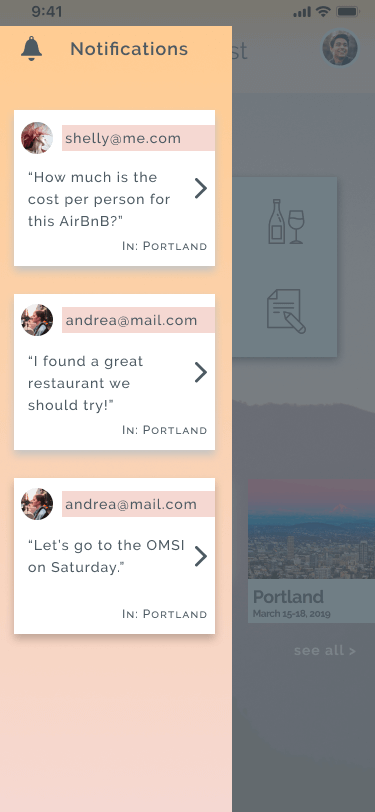 9:41
Notifications
st
shelly@me.com
“How much is the
cost per person for
this AirBnB?”
In: Portland
andrea@mail.com
“I found a great
restaurant we
should try!”
In: Portland
andrea@mail.com
“Let’s go to the OMSI
on Saturday.”
In: Portland
Portland
March 15-18, 2019
see all >